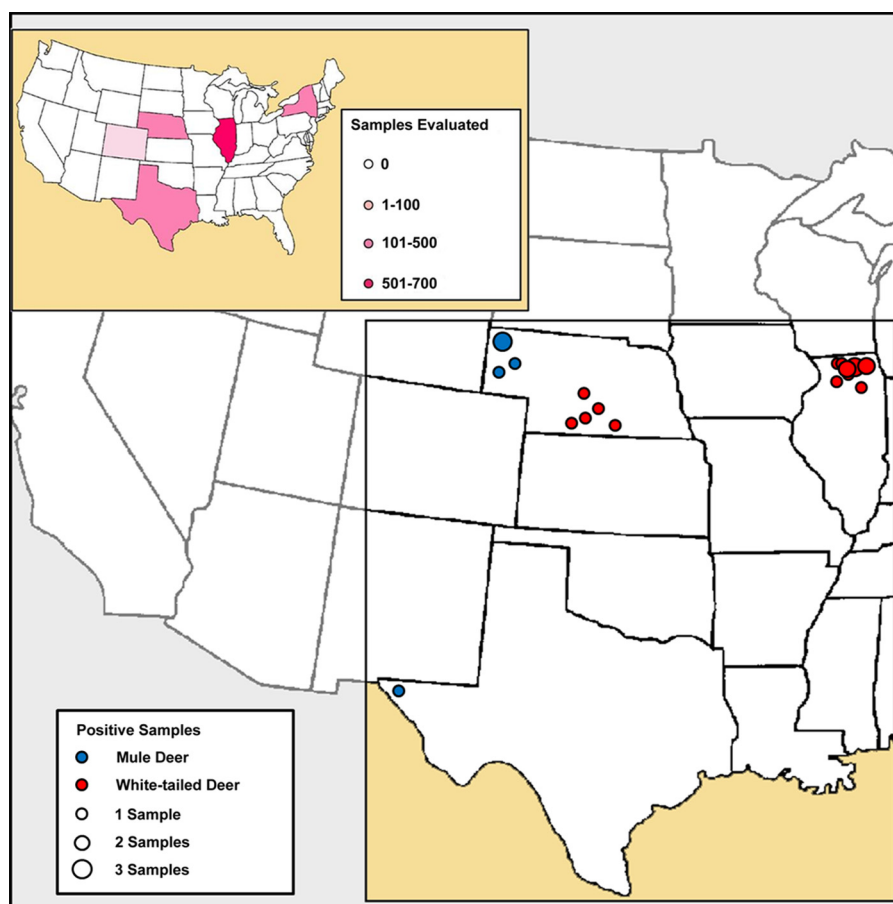 Samples Evaluated
0
1-100
101-500
501-700
Positive Samples
Mule Deer
White-tailed Deer
1 Sample
2 Samples
3 Samples